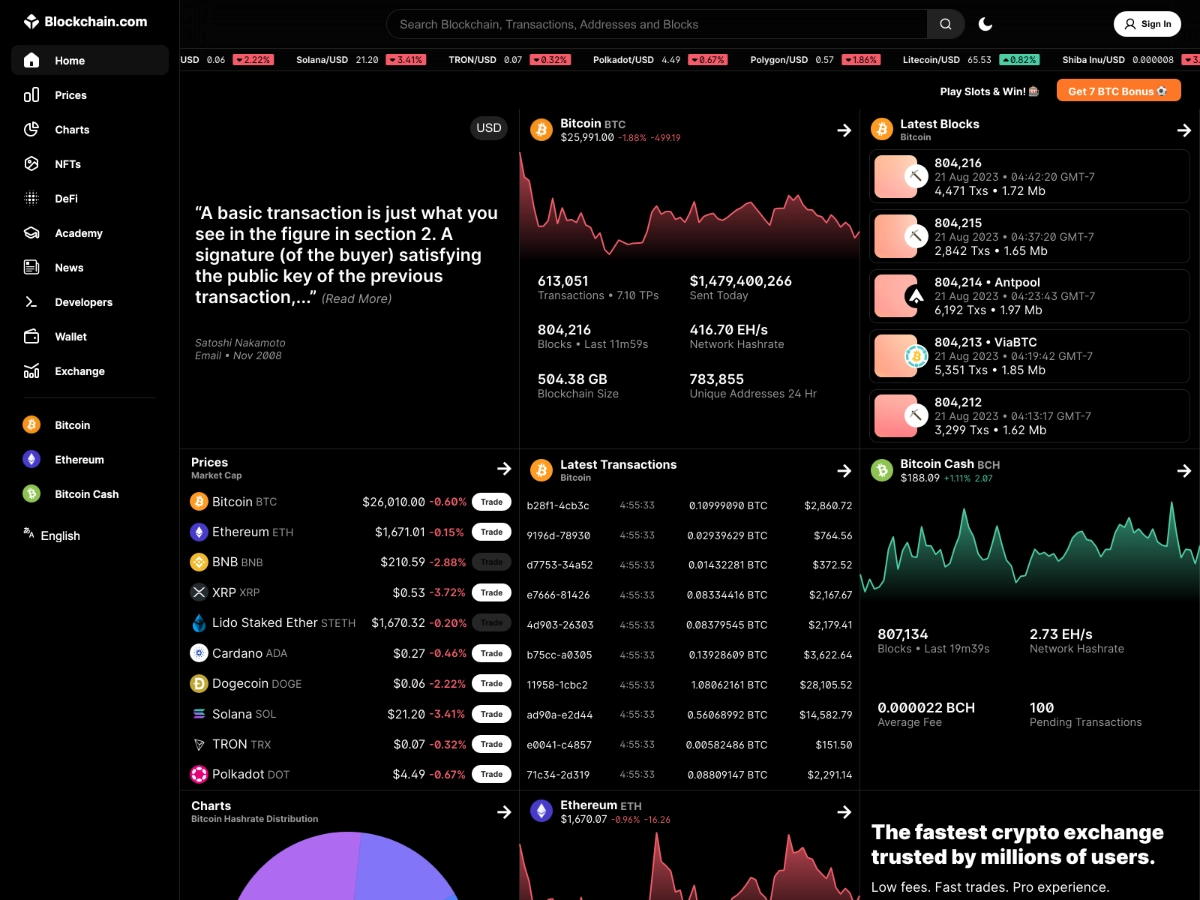 Blockchain.com
Search Blockchain, Transactions, Addresses and Blocks
Sign In
Home
Prices
Charts
NFTs
DeFi
Academy
News
Developers
Wallet
Exchange
Bitcoin
Ethereum
Bitcoin Cash
English
USD 0.06 2.22% Solana/USD 21.20 3.41% TRON/USD 0.07 0.32% Polkadot/USD 4.49 0.67% Polygon/USD 0.57 1.86% Litecoin/USD 65.53 0.82% Shiba Inu/USD 0.000008
Play Slots & Win!
Get 7 BTC Bonus
USD
“A basic transaction is just what you
see in the figure in section 2. A
signature (of the buyer) satisfying
the public key of the previous
transaction,...” (Read More)
Satoshi Nakamoto
Email • Nov 2008
Bitcoin BTC
$25,991.00 -1.88% -499.19
613,051
Transactions • 7.10 TPs
$1,479,400,266
Sent Today
804,216
Blocks • Last 11m59s
416.70 EH/s
Network Hashrate
504.38 GB
Blockchain Size
783,855
Unique Addresses 24 Hr
Latest Blocks
Bitcoin
804,216
21 Aug 2023 • 04:42:20 GMT-7
4,471 Txs • 1.72 Mb
804,215
21 Aug 2023 • 04:37:20 GMT-7
2,842 Txs • 1.65 Mb
804,214 • Antpool
21 Aug 2023 • 04:23:43 GMT-7
6,192 Txs • 1.97 Mb
804,213 • ViaBTC
21 Aug 2023 • 04:19:42 GMT-7
5,351 Txs • 1.85 Mb
804,212
21 Aug 2023 • 04:13:17 GMT-7
3,299 Txs • 1.62 Mb
Prices
Market Cap
Bitcoin BTC $26,010.00 -0.60% Trade
Ethereum ETH $1,671.01 -0.15% Trade
BNB BNB $210.59 -2.88% Trade
XRP XRP $0.53 -3.72% Trade
Lido Staked Ether STETH $1,670.32 -0.20% Trade
Cardano ADA $0.27 -0.46% Trade
Dogecoin DOGE $0.06 -2.22% Trade
Solana SOL $21.20 -3.41% Trade
TRON TRX $0.07 -0.32% Trade
Polkadot DOT $4.49 -0.67% Trade
Latest Transactions
Bitcoin
b28f1-4cb3c 4:55:33 0.10999090 BTC $2,860.72
9196d-78930 4:55:33 0.02939629 BTC $764.56
d7753-34a52 4:55:33 0.01432281 BTC $372.52
e7666-81426 4:55:33 0.08334416 BTC $2,167.67
4d903-26303 4:55:33 0.08379545 BTC $2,179.41
b75cc-a0305 4:55:33 0.13928609 BTC $3,622.64
11958-1cbc2 4:55:33 1.08062161 BTC $28,105.52
ad90a-e2d44 4:55:33 0.56068992 BTC $14,582.79
e0041-c4857 4:55:33 0.00582486 BTC $151.50
71c34-2d319 4:55:33 0.08809147 BTC $2,291.14
Bitcoin Cash BCH
$188.09 +1.11% 2.07
807,134
Blocks • Last 19m39s
2.73 EH/s
Network Hashrate
0.000022 BCH
Average Fee
100
Pending Transactions
Charts
Bitcoin Hashrate Distribution
Ethereum ETH
$1,670.07 -0.96% -16.26
The fastest crypto exchange
trusted by millions of users.
Low fees. Fast trades. Pro experience.